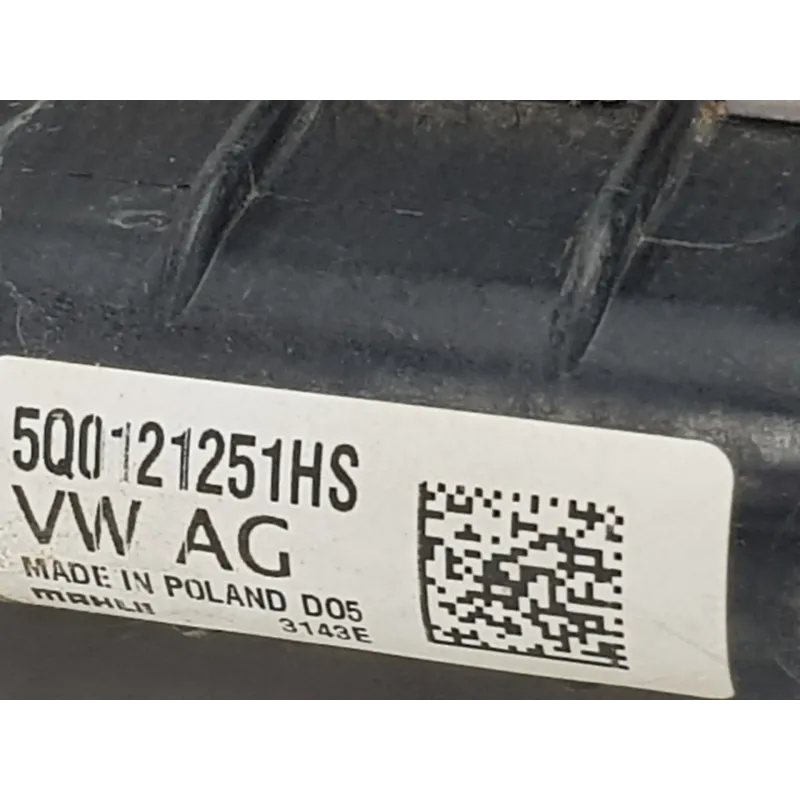 5Q0121251HS
VW AG
MADE IN POLAND D05
MAHLE
3143E